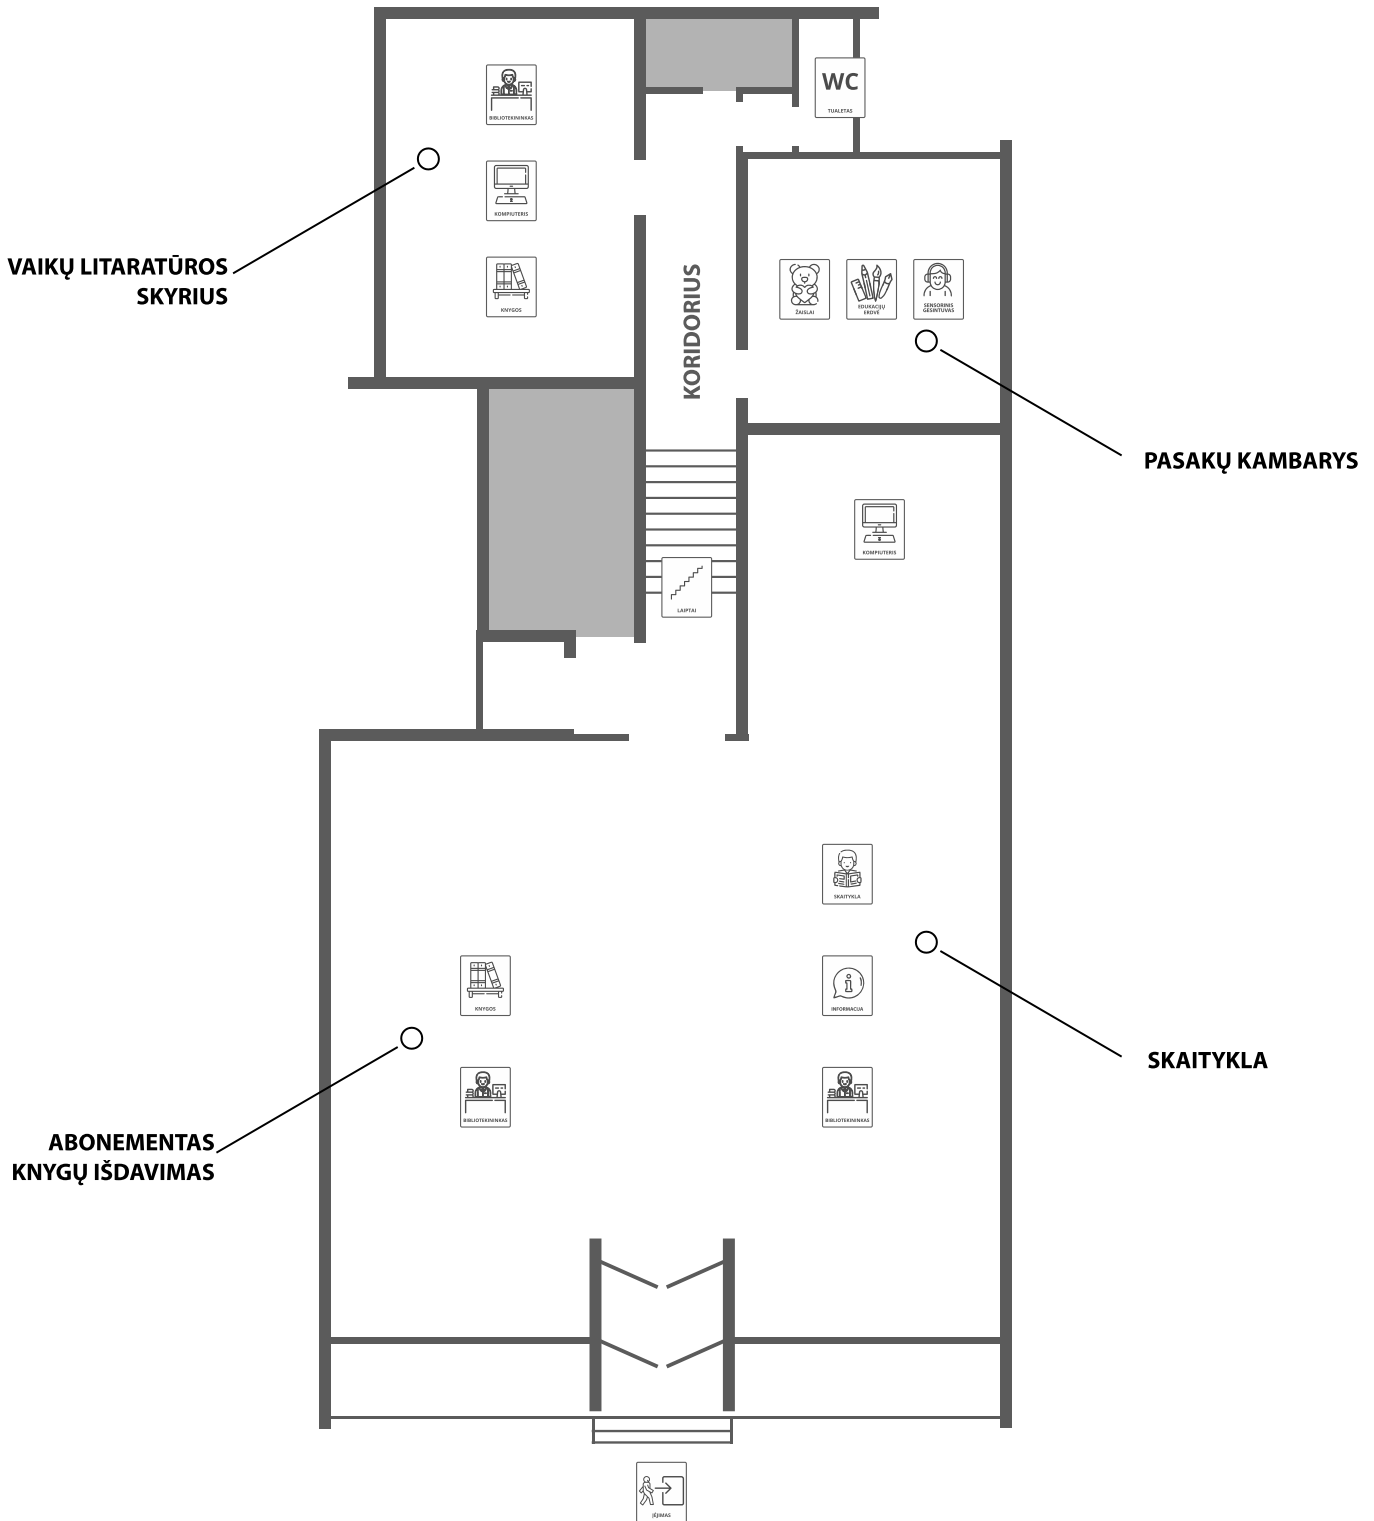 WC
TUALETAS
BIBLIOTEKININKAS
KOMPIUTERIS
VAIKŲ LITARATŪROS
SKYRIUS
KNYGOS
KORIDORIUS
ŽAISLAI
EDUKACIJŲ
ERDVĖ
SENSORINIS
GESINTUVAS
PASAKŲ KAMBARYS
KOMPIUTERIS
LAIPTAI
SKAITYKLA
KNYGOS
INFORMACIJA
SKAITYKLA
BIBLIOTEKININKAS
BIBLIOTEKININKAS
ABONEMENTAS
KNYGŲ IŠDAVIMAS
ĮĖJIMAS